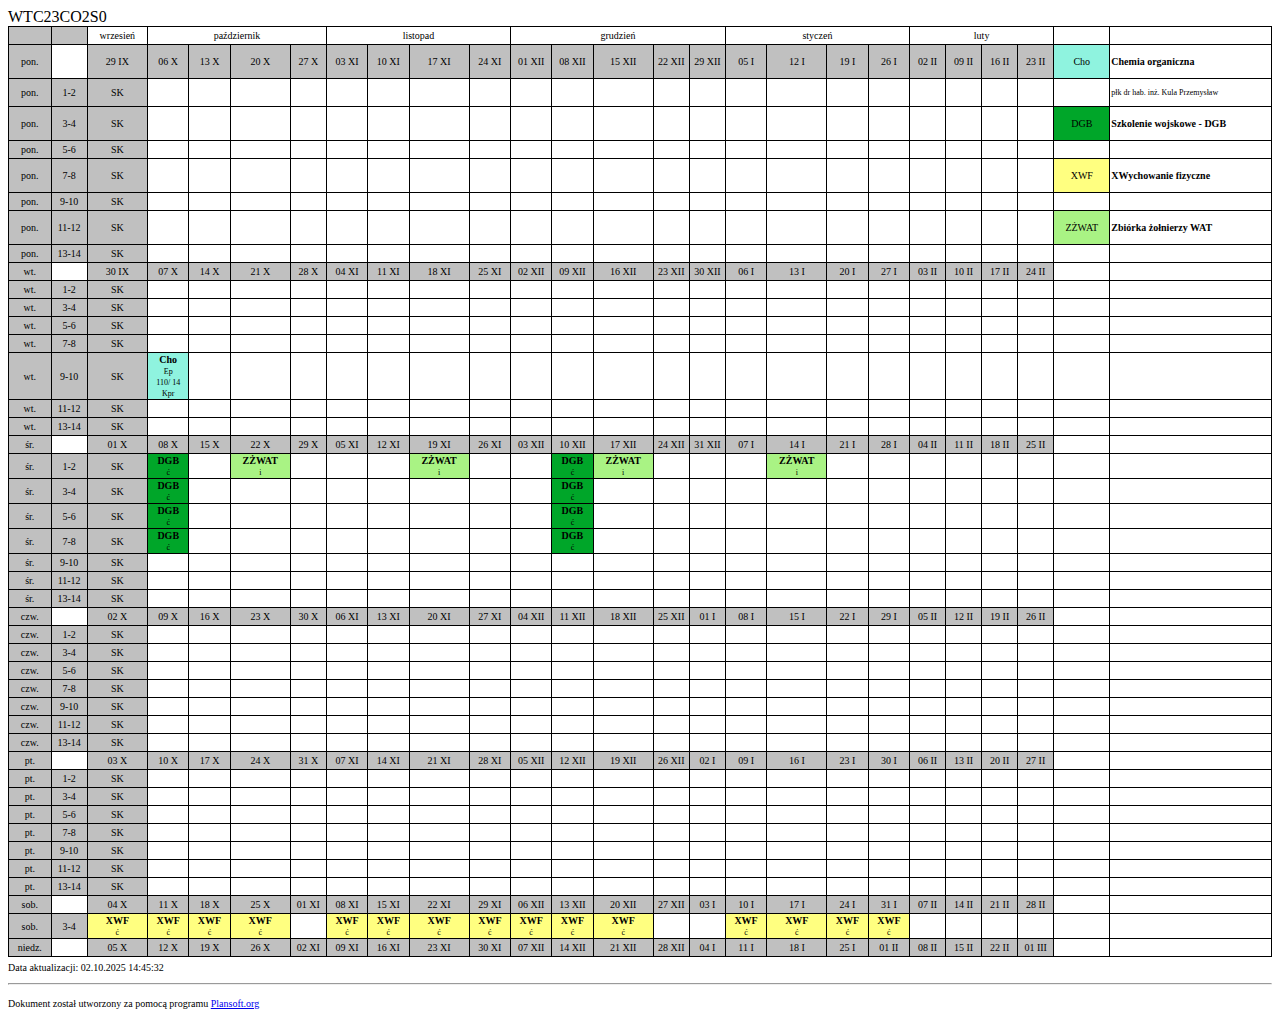 WTC23CO2S0
wrzesień październik listopad grudzień styczeń luty
pon. 29 IX 06 X 13 X 20 X 27 X 03 XI 10 XI 17 XI 24 XI 01 XII 08 XII 15 XII 22 XII 29 XII 05 I 12 I 19 I 26 I 02 II 09 II 16 II 23 II Cho Chemia organiczna
pon. 1-2 SK płk dr hab. inż. Kula Przemysław
pon. 3-4 SK DGB Szkolenie wojskowe - DGB
pon. 5-6 SK
pon. 7-8 SK XWF XWychowanie fizyczne
pon. 9-10 SK
pon. 11-12 SK ZŻWAT Zbiórka żołnierzy WAT
pon. 13-14 SK
wt. 30 IX 07 X 14 X 21 X 28 X 04 XI 11 XI 18 XI 25 XI 02 XII 09 XII 16 XII 23 XII 30 XII 06 I 13 I 20 I 27 I 03 II 10 II 17 II 24 II
wt. 1-2 SK
wt. 3-4 SK
wt. 5-6 SK
wt. 7-8 SK
wt. 9-10 SK Cho
Ep
110/ 14
Kpr
wt. 11-12 SK
wt. 13-14 SK
śr. 01 X 08 X 15 X 22 X 29 X 05 XI 12 XI 19 XI 26 XI 03 XII 10 XII 17 XII 24 XII 31 XII 07 I 14 I 21 I 28 I 04 II 11 II 18 II 25 II
śr. 1-2 SK DGB ZŻWAT ZŻWAT DGB ZŻWAT ZŻWAT
ć i i ć i i
śr. 3-4 SK DGB DGB
ć ć
śr. 5-6 SK DGB DGB
ć ć
śr. 7-8 SK DGB DGB
ć ć
śr. 9-10 SK
śr. 11-12 SK
śr. 13-14 SK
czw. 02 X 09 X 16 X 23 X 30 X 06 XI 13 XI 20 XI 27 XI 04 XII 11 XII 18 XII 25 XII 01 I 08 I 15 I 22 I 29 I 05 II 12 II 19 II 26 II
czw. 1-2 SK
czw. 3-4 SK
czw. 5-6 SK
czw. 7-8 SK
czw. 9-10 SK
czw. 11-12 SK
czw. 13-14 SK
pt. 03 X 10 X 17 X 24 X 31 X 07 XI 14 XI 21 XI 28 XI 05 XII 12 XII 19 XII 26 XII 02 I 09 I 16 I 23 I 30 I 06 II 13 II 20 II 27 II
pt. 1-2 SK
pt. 3-4 SK
pt. 5-6 SK
pt. 7-8 SK
pt. 9-10 SK
pt. 11-12 SK
pt. 13-14 SK
sob. 04 X 11 X 18 X 25 X 01 XI 08 XI 15 XI 22 XI 29 XI 06 XII 13 XII 20 XII 27 XII 03 I 10 I 17 I 24 I 31 I 07 II 14 II 21 II 28 II
sob. 3-4 XWF XWF XWF XWF XWF XWF XWF XWF XWF XWF XWF XWF XWF XWF XWF
ć ć ć ć ć ć ć ć ć ć ć ć ć ć ć
niedz. 05 X 12 X 19 X 26 X 02 XI 09 XI 16 XI 23 XI 30 XI 07 XII 14 XII 21 XII 28 XII 04 I 11 I 18 I 25 I 01 II 08 II 15 II 22 II 01 III
Data aktualizacji: 02.10.2025 14:45:32
Dokument został utworzony za pomocą programu Plansoft.org